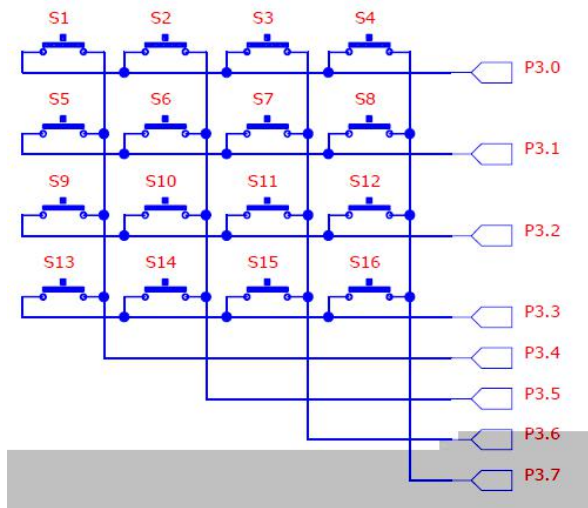 S1 S2 S3 S4
P3.0
S5 S6 S7 S8
P3.1
S9 S10 S11 S12
P3.2
S13 S14 S15 S16
P3.3
P3.4
P3.5
P3.6
P3.7